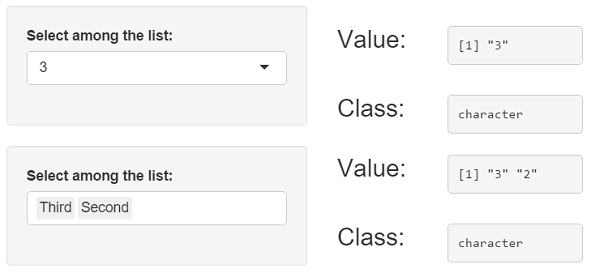 Select among the list:
3
Value:
[1] "3"
Class:
character
Select among the list:
Third Second
Value:
[1] "3" "2"
Class:
character